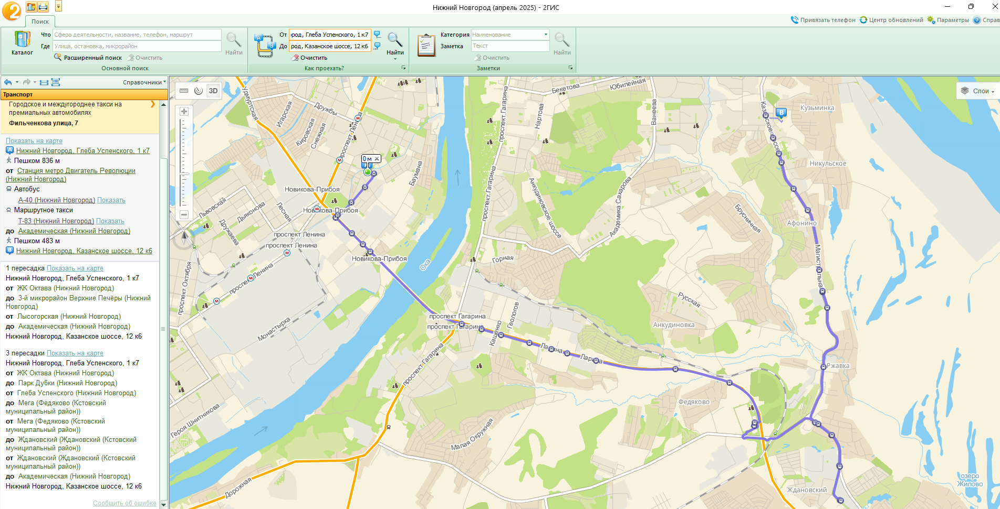 Нижний Новгород (апрель 2025) - 2ГИС
Поиск
Привязать телефон
Центр обновлений
Параметры
Справ
Каталог
Что
Сфера деятельности, название, телефон, маршрут
Где
Улица, остановка, микрорайон
Расширенный поиск
Очистить
Найти
Основной поиск
От
род, Глеба Успенского, 1 к7
До
род, Казанское шоссе, 12 к6
Очистить
Найти
Как проехать?
Категория
Наименование
Заметка
Текст
Очистить
Найти
Заметки
Справочники
Транспорт
Городское и междугороднее такси на
премиальных автомобилях
Фильченкова улица, 7
Показать на карте
A Нижний Новгород, Глеба Успенского, 1 к7
Пешком 836 м
от Станция метро Двигатель Революции
(Нижний Новгород)
Автобус
А-40 (Нижний Новгород) Показать
Маршрутное такси
Т-83 (Нижний Новгород) Показать
до Академическая (Нижний Новгород)
Пешком 483 м
B Нижний Новгород, Казанское шоссе, 12 к6
1 пересадка Показать на карте
Нижний Новгород, Глеба Успенского, 1 к7
от ЖК Октава (Нижний Новгород)
до 3-й микрорайон Верхние Печёры (Нижний
Новгород)
от Лысогорская (Нижний Новгород)
до Академическая (Нижний Новгород)
Нижний Новгород, Казанское шоссе, 12 к6
3 пересадки Показать на карте
Нижний Новгород, Глеба Успенского, 1 к7
от ЖК Октава (Нижний Новгород)
до Парк Дубки (Нижний Новгород)
от Глеба Успенского (Нижний Новгород)
до Мега (Федяково (Кстовский
муниципальный район))
от Мега (Федяково (Кстовский
муниципальный район))
до Ждановский (Ждановский (Кстовский
муниципальный район))
от Ждановский (Ждановский (Кстовский
муниципальный район))
до Академическая (Нижний Новгород)
Нижний Новгород, Казанское шоссе, 12 к6
Сообщить об ошибке
3D
Слои
Удмуртская
Игарская
Дружбы
Кировская
Снежная
проспект Ленина
0 м
Баумана
Новикова-Прибоя
Новикова-Прибоя
Львовская
Дьяконова
Лесная
Дружаева
проспект Ленина
проспект Ленина
Новикова-Прибоя
проспект Ленина
проспект Октября
Монастырка
Ока
проспект Гагарина
Бекетова
Юбилейная
Нартова
Ванеева
проспект Гагарина
Анкудиновское шоссе
Академика Сахарова
Горная
Геологов
Кащенко
проспект Гагарина
проспект Гагарина
проспект Гагарина
Ларина
Ларина
Русская
Анкудиновка
Брусничная
Афонино
Казанское шоссе
B
Кузьминка
Никульское
Магистральная
Ржавка
Федяково
Героя Шнитникова
Малая Окружная
Дорожная
Ждановский
озеро
Жилово